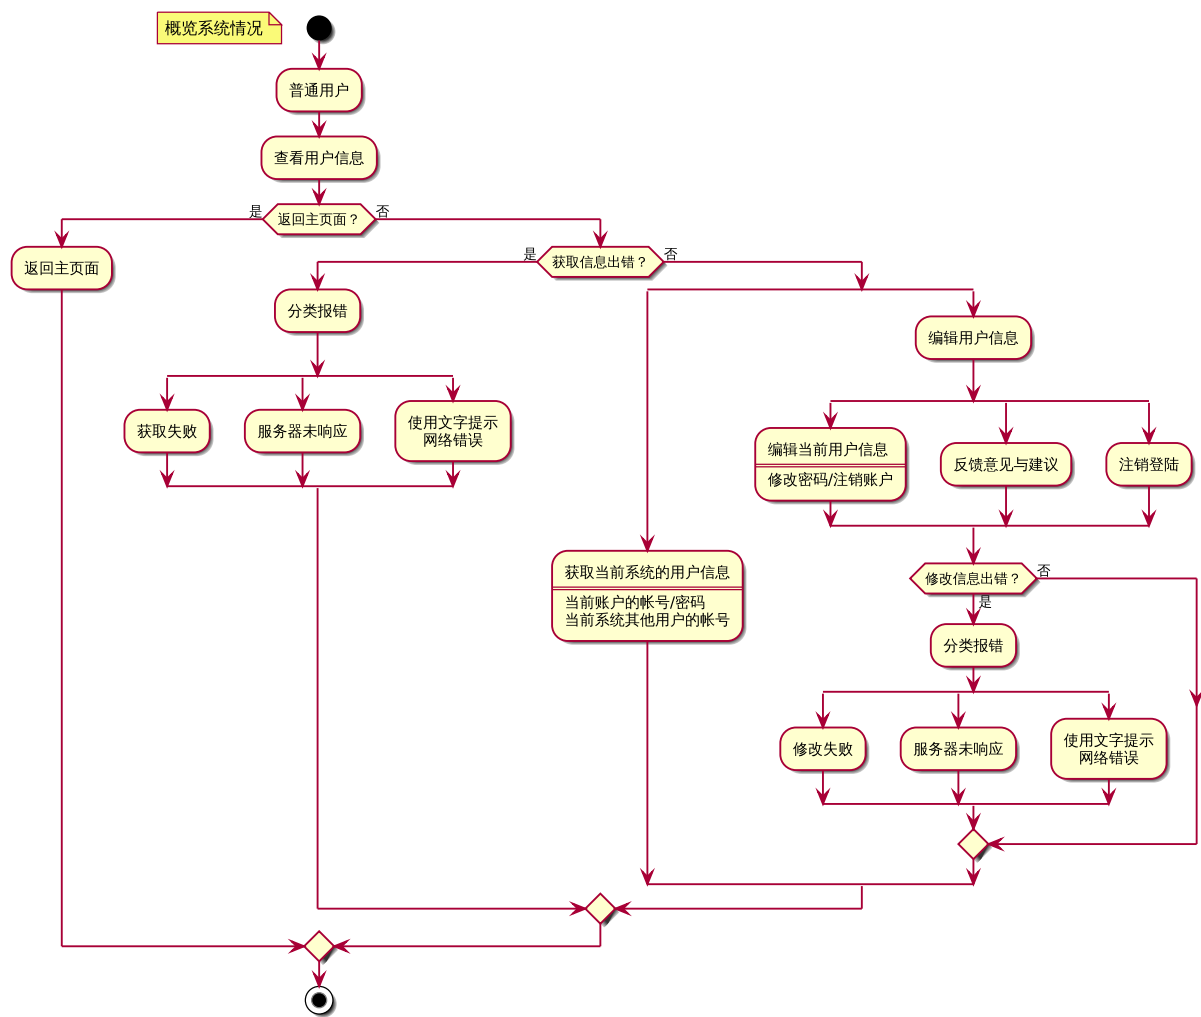 概览系统情况
普通用户
查看用户信息
是
返回主页面？
否
返回主页面
是
获取信息出错？
否
分类报错
编辑用户信息
获取失败
服务器未响应
使用文字提示
网络错误
编辑当前用户信息
修改密码/注销账户
反馈意见与建议
注销登陆
获取当前系统的用户信息
当前账户的帐号/密码
当前系统其他用户的帐号
修改信息出错？
否
是
分类报错
修改失败
服务器未响应
使用文字提示
网络错误